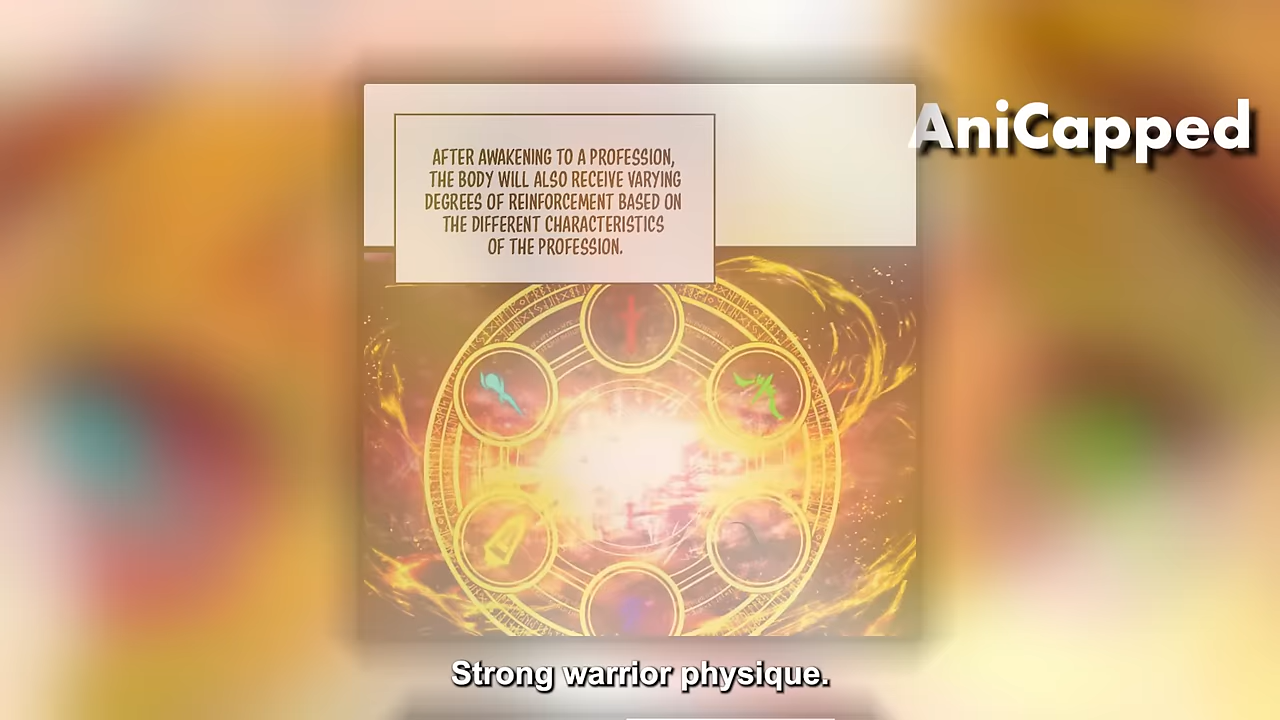 AniCapped
AFTER AWAKENING TO A PROFESSION,
THE BODY WILL ALSO RECEIVE VARYING
DEGREES OF REINFORCEMENT BASED ON
THE DIFFERENT CHARACTERISTICS
OF THE PROFESSION.
Strong warrior physique.